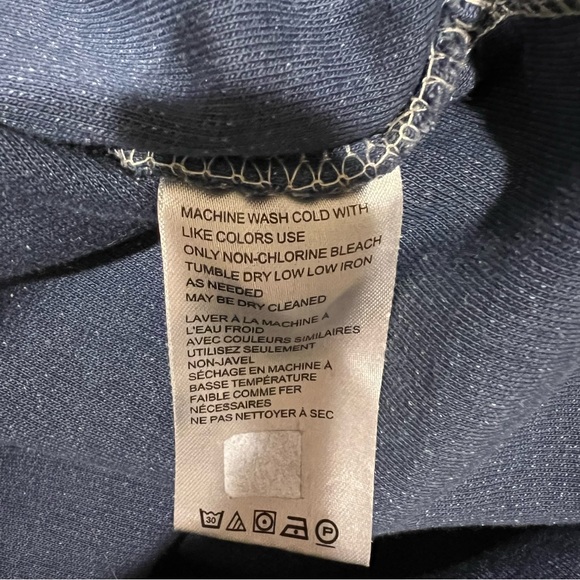 MACHINE WASH COLD WITH
LIKE COLORS USE
ONLY NON-CHLORINE BLEACH
TUMBLE DRY LOW LOW IRON
AS NEEDED
MAY BE DRY CLEANED
LAVER À LA MACHINE À
L'EAU FROID
AVEC COULEURS SIMILAIRES
UTILISEZ SEULEMENT
NON-JAVEL
SÉCHAGE EN MACHINE À
BASSE TEMPÉRATURE
FAIBLE COMME FER
NÉCESSAIRES
NE PAS NETTOYER À SEC
30 P